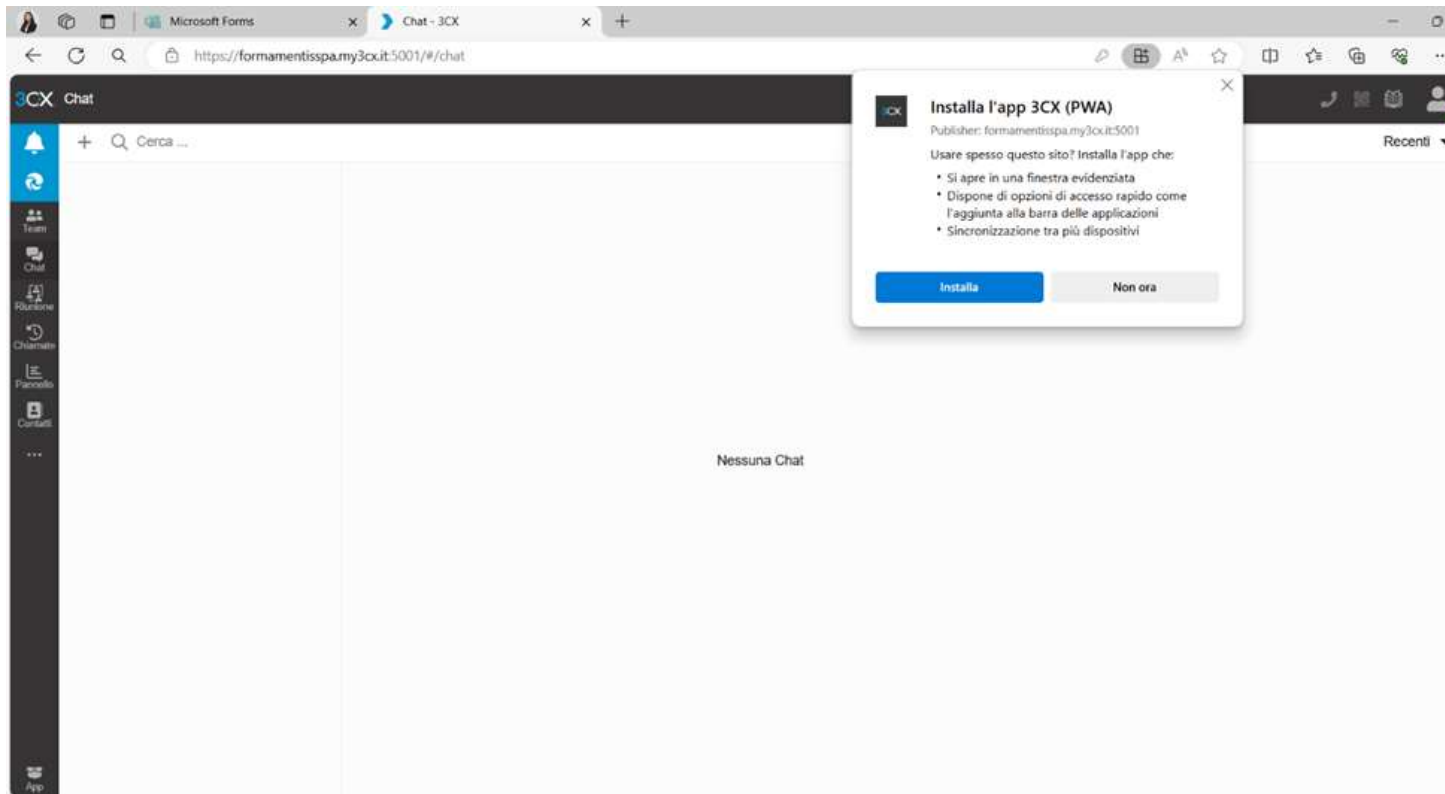 Microsoft Forms
Chat - 3CX
https://formamentisspa.my3cx.it:5001/#/chat
3CX Chat
Cerca ...
Recenti
Team
Chat
Riunione
Chiamate
Pannello
Contatti
App
Installa l'app 3CX (PWA)
Publisher: formamentisspa.my3cx.it:5001
Usare spesso questo sito? Installa l'app che:
• Si apre in una finestra evidenziata
• Dispone di opzioni di accesso rapido come
l'aggiunta alla barra delle applicazioni
• Sincronizzazione tra più dispositivi
Installa
Non ora
Nessuna Chat